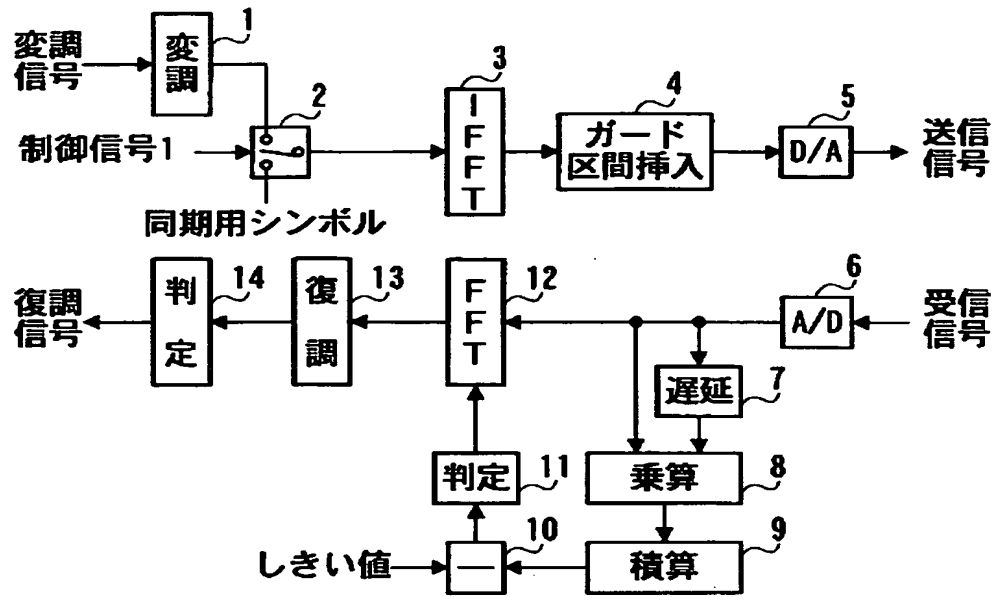 変調
信号
変
調
1
制御信号1
2
同期用シンボル
3
I
F
F
T
4
ガード
区間挿入
5
D/A
送信
信号
復調
信号
判
定
14
復
調
13
F
F
T
12
6
A/D
受信
信号
遅延
7
判定
11
乗算
8
しきい値
—
10
積算
9